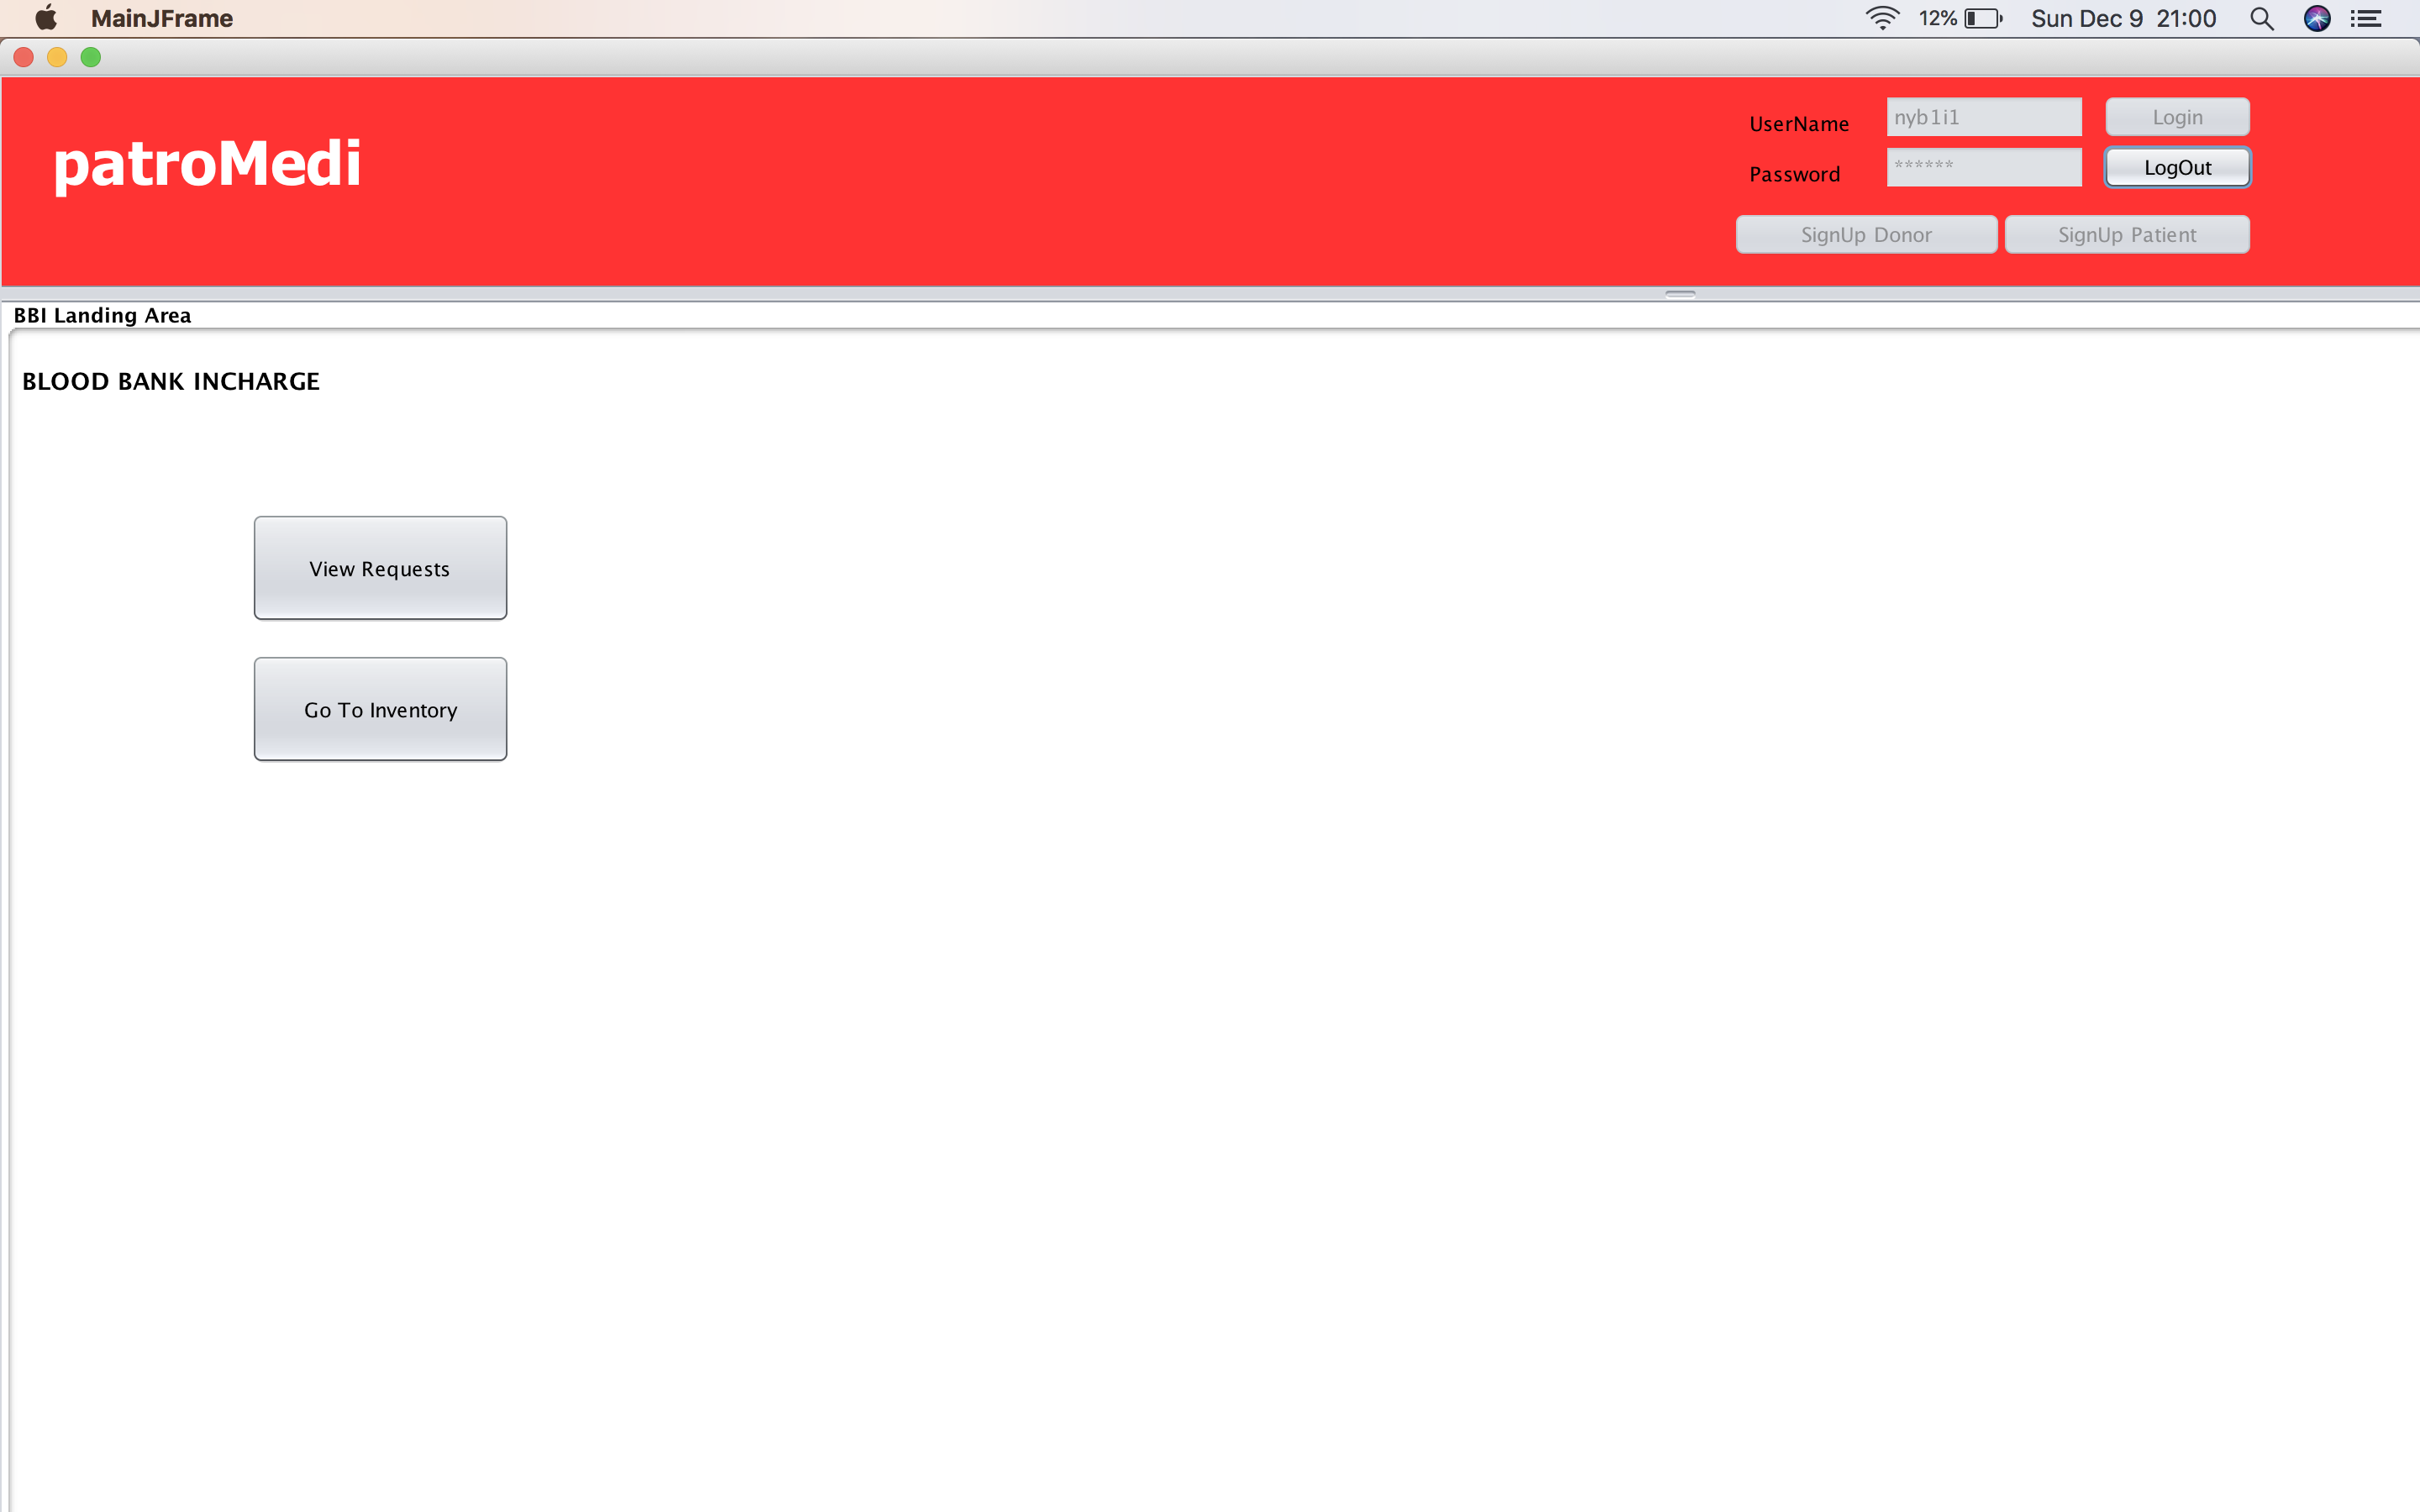 MainJFrame
12%
Sun Dec 9 21:00
patroMedi
UserName
nyb1i1
Login
Password
******
LogOut
SignUp Donor
SignUp Patient
BBI Landing Area
BLOOD BANK INCHARGE
View Requests
Go To Inventory